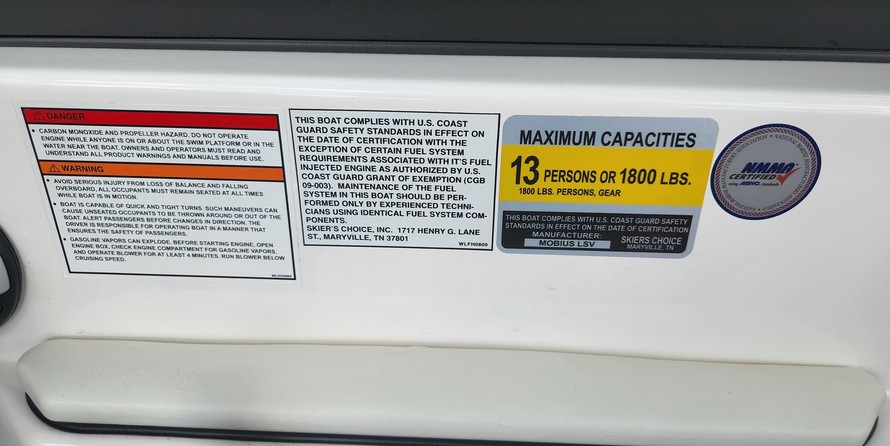 ⚠ DANGER
• CARBON MONOXIDE AND PROPELLER HAZARD. DO NOT OPERATE
ENGINE WHILE ANYONE IS ON OR ABOUT THE SWIM PLATFORM OR IN THE
WATER NEAR THE BOAT. OWNERS AND OPERATORS MUST READ AND
UNDERSTAND ALL PRODUCT WARNINGS AND MANUALS BEFORE USE.
⚠ WARNING
• AVOID SERIOUS INJURY FROM LOSS OF BALANCE AND FALLING
OVERBOARD, ALL OCCUPANTS MUST REMAIN SEATED AT ALL TIMES
WHILE BOAT IS IN MOTION.
• BOAT IS CAPABLE OF QUICK AND TIGHT TURNS. SUCH MANEUVERS CAN
CAUSE UNSEATED OCCUPANTS TO BE THROWN AROUND OR OUT OF THE
BOAT. ALERT PASSENGERS BEFORE CHANGES IN DIRECTION. THE
DRIVER IS RESPONSIBLE FOR OPERATING BOAT IN A MANNER THAT
ENSURES THE SAFETY OF PASSENGERS.
• GASOLINE VAPORS CAN EXPLODE. BEFORE STARTING ENGINE, OPEN
ENGINE BOX, CHECK ENGINE COMPARTMENT FOR GASOLINE VAPORS,
AND OPERATE BLOWER FOR AT LEAST 4 MINUTES. RUN BLOWER BELOW
CRUISING SPEED.
THIS BOAT COMPLIES WITH U.S. COAST
GUARD SAFETY STANDARDS IN EFFECT ON
THE DATE OF CERTIFICATION WITH THE
EXCEPTION OF CERTAIN FUEL SYSTEM
REQUIREMENTS ASSOCIATED WITH IT'S FUEL
INJECTED ENGINE AS AUTHORIZED BY U.S.
COAST GUARD GRANT OF EXEMPTION (CGB
09-003). MAINTENANCE OF THE FUEL
SYSTEM IN THIS BOAT SHOULD BE PER-
FORMED ONLY BY EXPERIENCED TECHNI-
CIANS USING IDENTICAL FUEL SYSTEM COM-
PONENTS.
SKIER'S CHOICE, INC. 1717 HENRY G. LANE
ST., MARYVILLE, TN 37801
WLFH0809
MAXIMUM CAPACITIES
13 PERSONS OR 1800 LBS.
1800 LBS. PERSONS, GEAR
THIS BOAT COMPLIES WITH U.S. COAST GUARD SAFETY
STANDARDS IN EFFECT ON THE DATE OF CERTIFICATION
MANUFACTURER:
MOBIUS LSV
SKIERS CHOICE
MARYVILLE, TN
NMMA
CERTIFIED
using ABYC standards